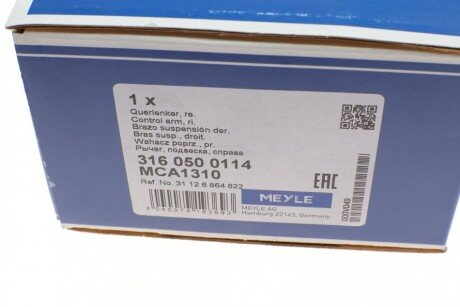 1 x
Querlenker, re.
Control arm, ri.
Brazo suspensión der.
Bras susp., droit.
Wahacz poprz., pr.
Рычаг, подвеска, справа
316 050 0114
MCA1310
Ref. No. 31 12 6 864 822
MEYLE
EAC
MEYLE AG
Hamburg 22143, Germany
000V049